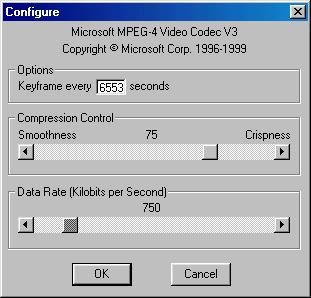 Configure
Microsoft MPEG-4 Video Codec V3
Copyright © Microsoft Corp. 1996-1999
Options
Keyframe every 6553 seconds
Compression Control
Smoothness 75 Crispness
Data Rate (Kilobits per Second)
750
OK Cancel